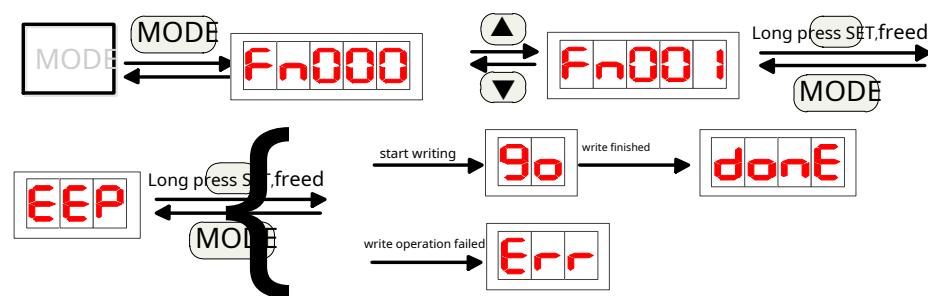 MODE
MODE
Fn000
▲
▼
Fn001
Long press SET,freed
MODE
EEP
Long press SET,freed
MODE
start writing
go
write finished
donE
write operation failed
Err